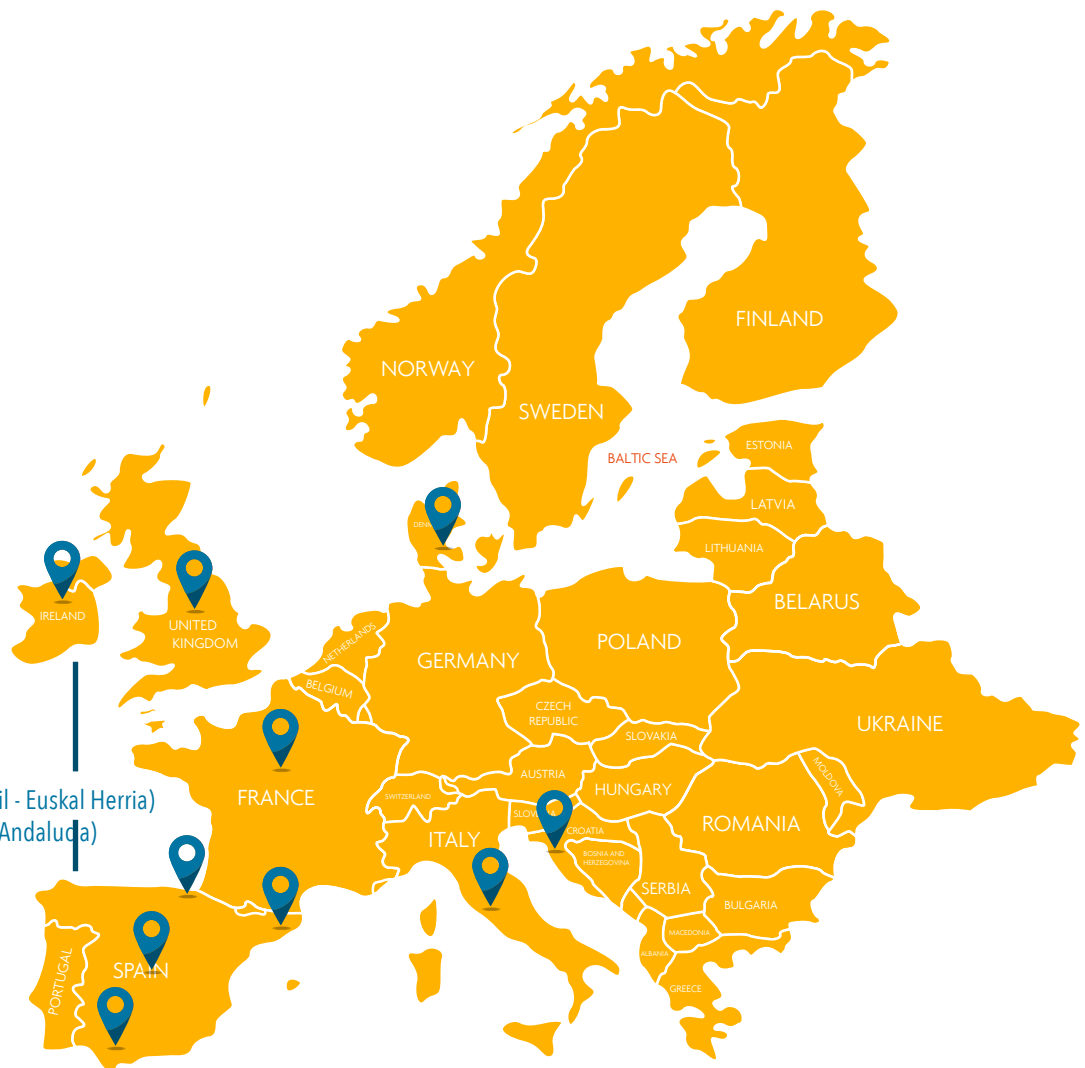 FINLAND
NORWAY
SWEDEN
ESTONIA
BALTIC SEA
LATVIA
LITHUANIA
BELARUS
IRELAND
UNITED
KINGDOM
NETHERLANDS
POLAND
GERMANY
BELGIUM
CZECH
REPUBLIC
SLOVAKIA
UKRAINE
AUSTRIA
MOLDOVA
HUNGARY
SWITZERLAND
FRANCE
il - Euskal Herria)
Andalucía)
ROMANIA
CROATIA
ITALY
BOSNIA AND
HERZEGOVINA
SERBIA
BULGARIA
MACEDONIA
ALBANIA
GREECE
SPAIN
PORTUGAL